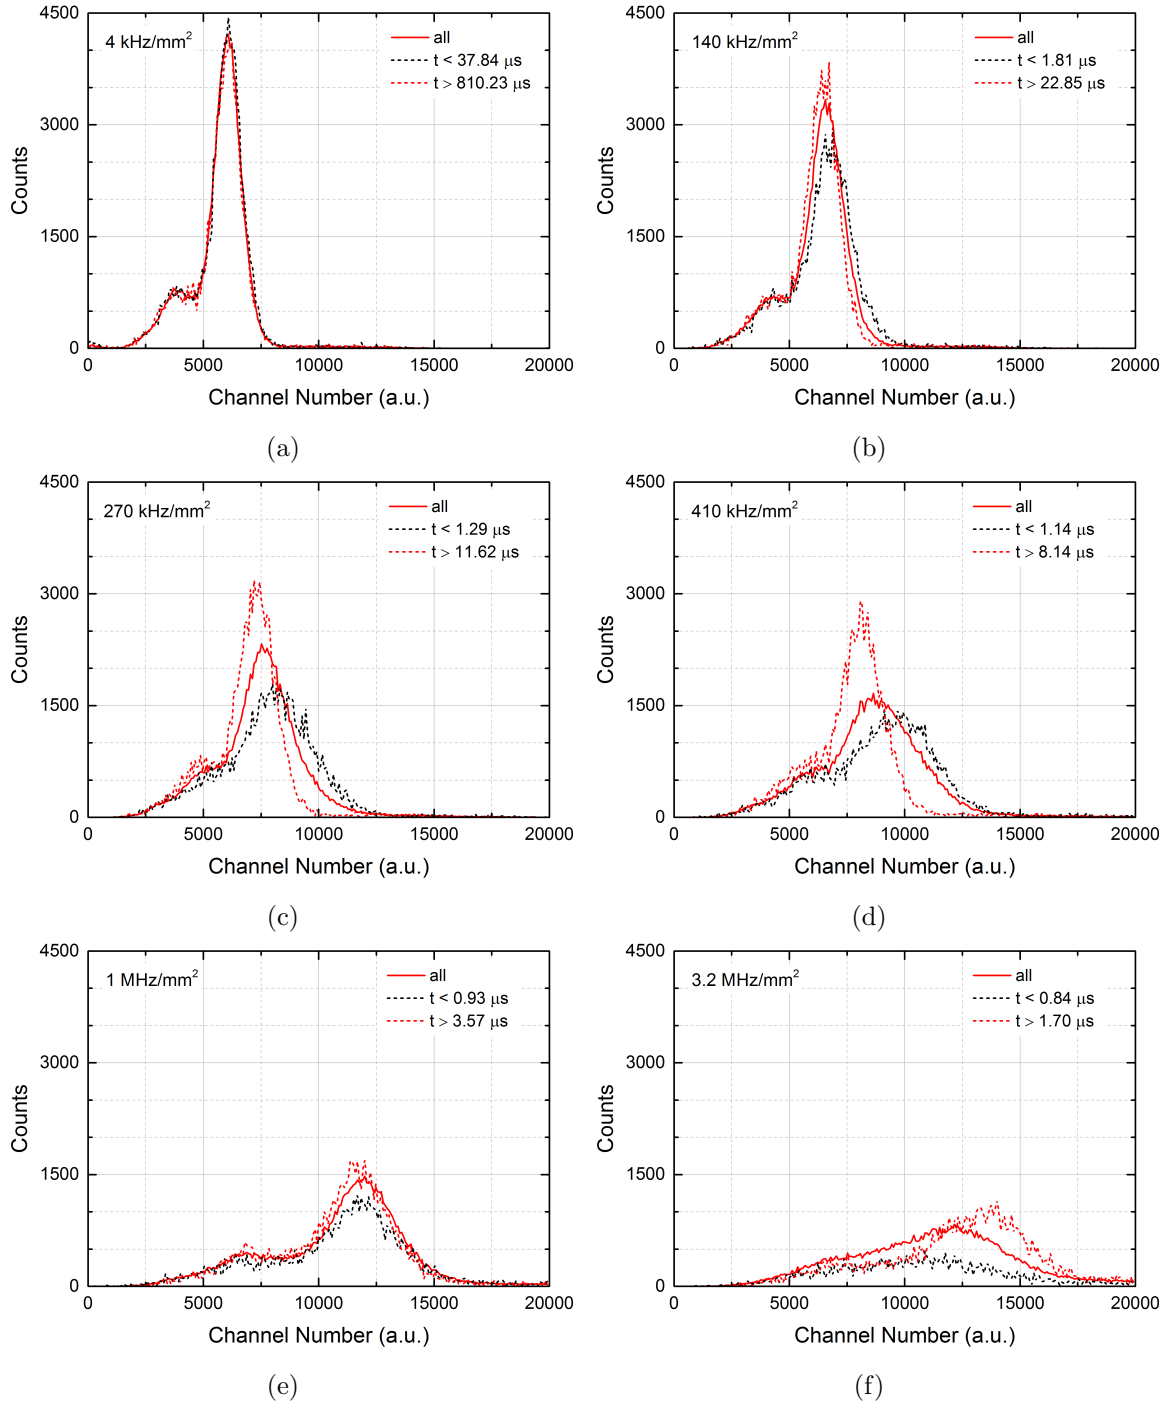 4 kHz/mm²
all
t < 37.84 μs
t > 810.23 μs
4500
3000
1500
0
Counts
0 5000 10000 15000 20000
Channel Number (a.u.)
(a)
140 kHz/mm²
all
t < 1.81 μs
t > 22.85 μs
4500
3000
1500
0
Counts
0 5000 10000 15000 20000
Channel Number (a.u.)
(b)
270 kHz/mm²
all
t < 1.29 μs
t > 11.62 μs
4500
3000
1500
0
Counts
0 5000 10000 15000 20000
Channel Number (a.u.)
(c)
410 kHz/mm²
all
t < 1.14 μs
t > 8.14 μs
4500
3000
1500
0
Counts
0 5000 10000 15000 20000
Channel Number (a.u.)
(d)
1 MHz/mm²
all
t < 0.93 μs
t > 3.57 μs
4500
3000
1500
0
Counts
0 5000 10000 15000 20000
Channel Number (a.u.)
(e)
3.2 MHz/mm²
all
t < 0.84 μs
t > 1.70 μs
4500
3000
1500
0
Counts
0 5000 10000 15000 20000
Channel Number (a.u.)
(f)